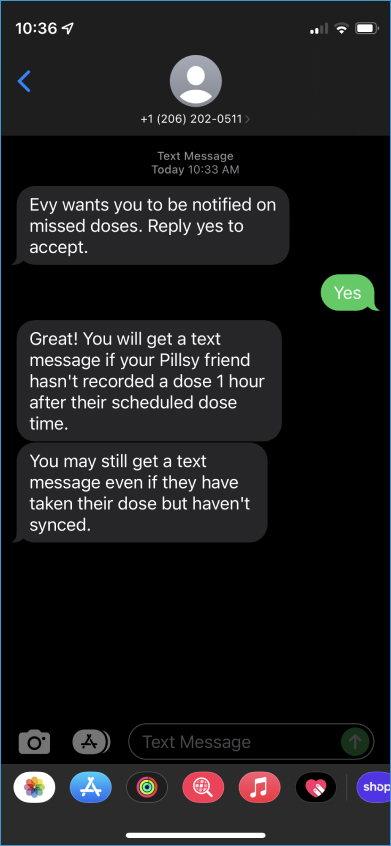 10:36
+1 (206) 202-0511
Text Message
Today 10:33 AM
Evy wants you to be notified on
missed doses. Reply yes to
accept.
Yes
Great! You will get a text
message if your Pillsy friend
hasn't recorded a dose 1 hour
after their scheduled dose
time.
You may still get a text
message even if they have
taken their dose but haven't
synced.
Text Message
shop